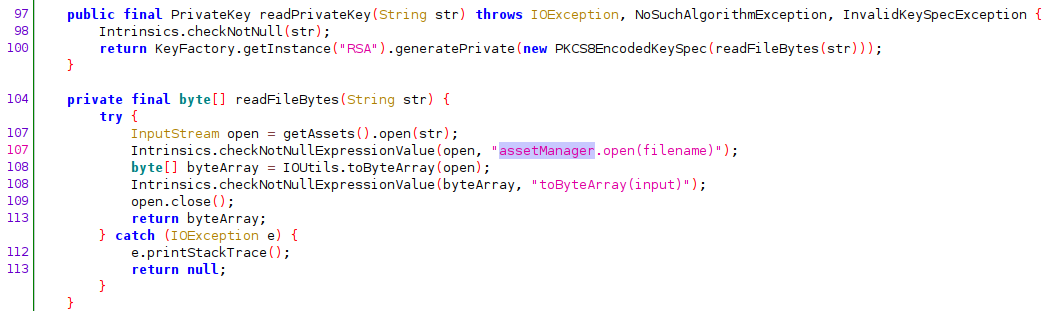 97 public final PrivateKey readPrivateKey(String str) throws IOException, NoSuchAlgorithmException, InvalidKeySpecException {
98 Intrinsics.checkNotNull(str);
100 return KeyFactory.getInstance("RSA").generatePrivate(new PKCS8EncodedKeySpec(readFileBytes(str)));
}
104 private final byte[] readFileBytes(String str) {
try {
107 InputStream open = getAssets().open(str);
107 Intrinsics.checkNotNullExpressionValue(open, "assetManager.open(filename)");
108 byte[] byteArray = IOUtils.toByteArray(open);
108 Intrinsics.checkNotNullExpressionValue(byteArray, "toByteArray(input)");
109 open.close();
113 return byteArray;
} catch (IOException e) {
112 e.printStackTrace();
113 return null;
}
}